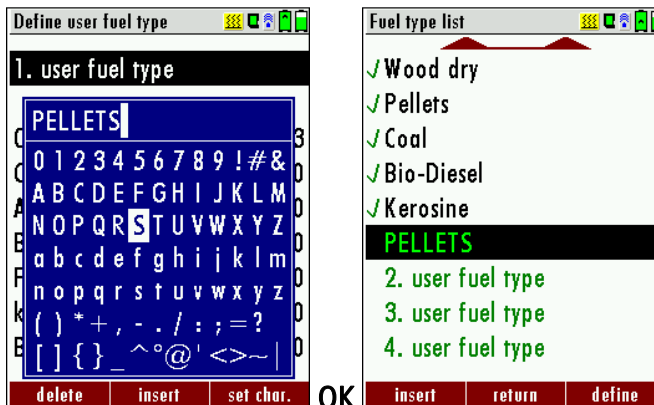 Define user fuel type
1. user fuel type
PELLETS
0 1 2 3 4 5 6 7 8 9 ! # &
A B C D E F G H I J K L M
N O P Q R S T U V W X Y Z
a b c d e f g h i j k l m
n o p q r s t u v w x y z
( ) * + , - . / : ; = ?
[ ] { } _ ^ ° @ ' < > ~ |
delete insert set char.
OK
Fuel type list
Wood dry
Pellets
Coal
Bio-Diesel
Kerosine
PELLETS
2. user fuel type
3. user fuel type
4. user fuel type
insert return define